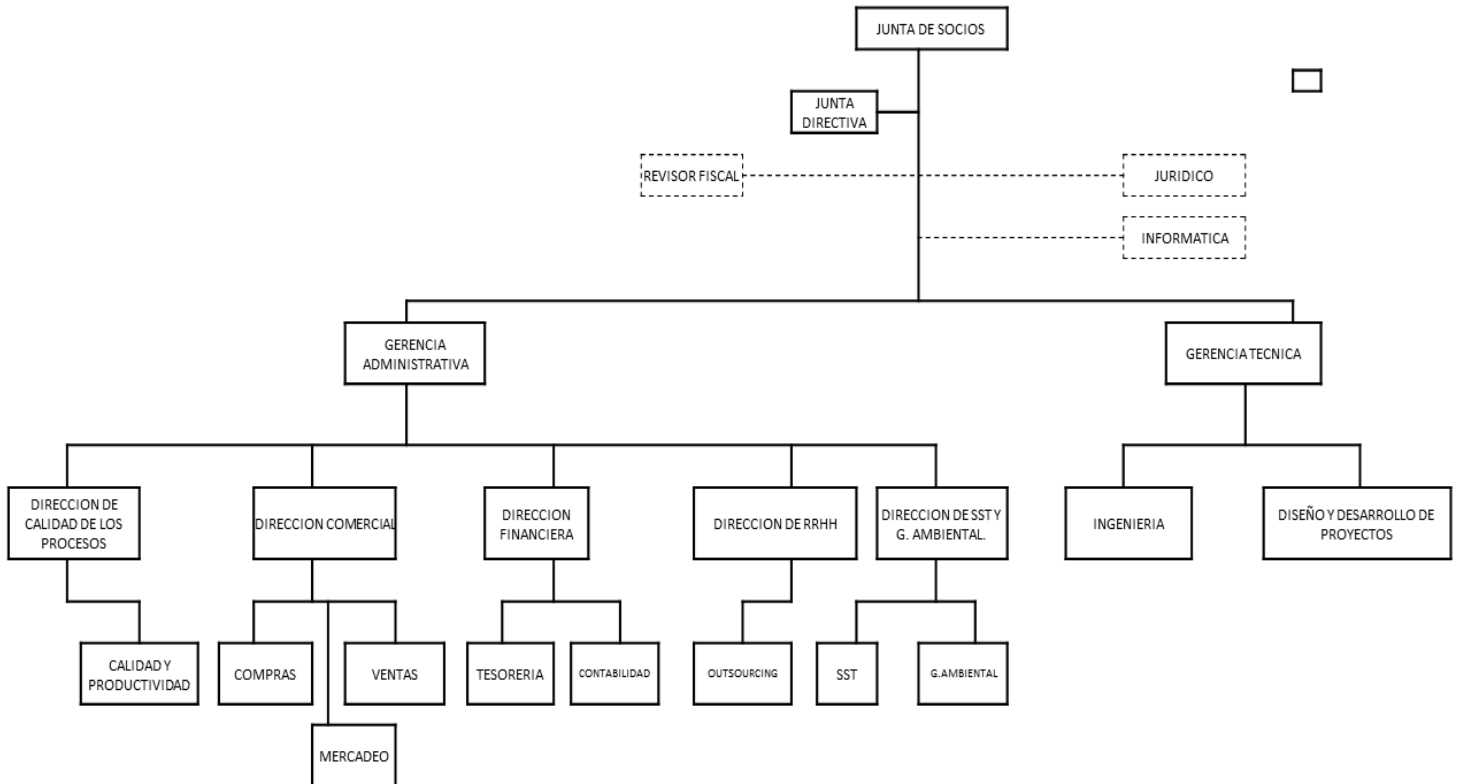 JUNTA DE SOCIOS
JUNTA
DIRECTIVA
REVISOR FISCAL
JURIDICO
INFORMATICA
GERENCIA
ADMINISTRATIVA
GERENCIA TECNICA
DIRECCION DE
CALIDAD DE LOS
PROCESOS
DIRECCION COMERCIAL
DIRECCION
FINANCIERA
DIRECCION DE RRHH
DIRECCION DE SST Y
G. AMBIENTAL.
INGENIERIA
DISEÑO Y DESARROLLO DE
PROYECTOS
CALIDAD Y
PRODUCTIVIDAD
COMPRAS
VENTAS
TESORERIA
CONTABILIDAD
OUTSOURCING
SST
G.AMBIENTAL
MERCADEO